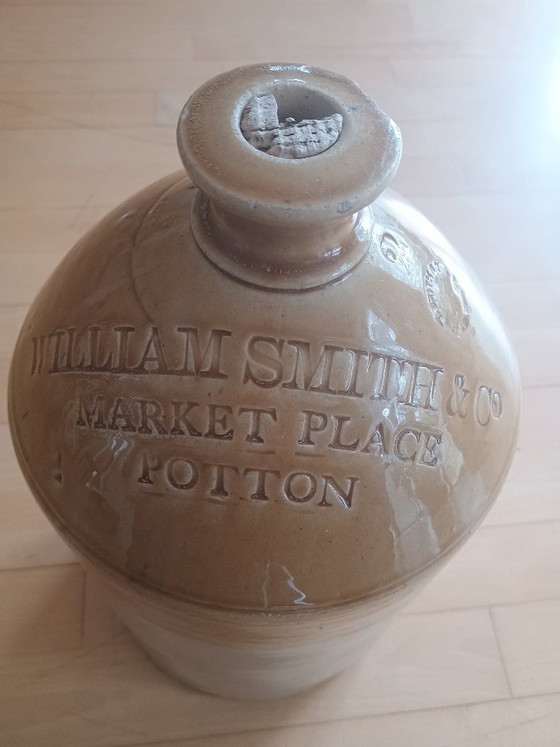 WILLIAM SMITH & Co
MARKET PLACE
POTTON